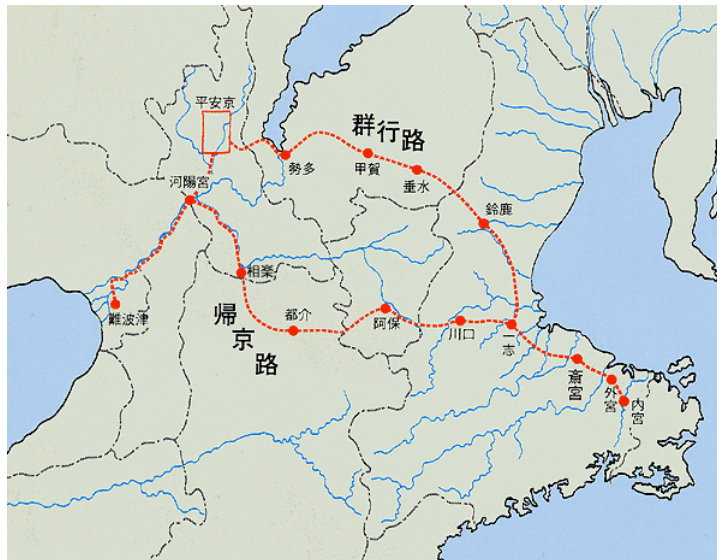 平安京
群行路
勢多
甲賀
垂水
河陽宮
鈴鹿
相楽
帰京路
難波津
都介
阿保
川口
一志
斎宮
外宮
内宮